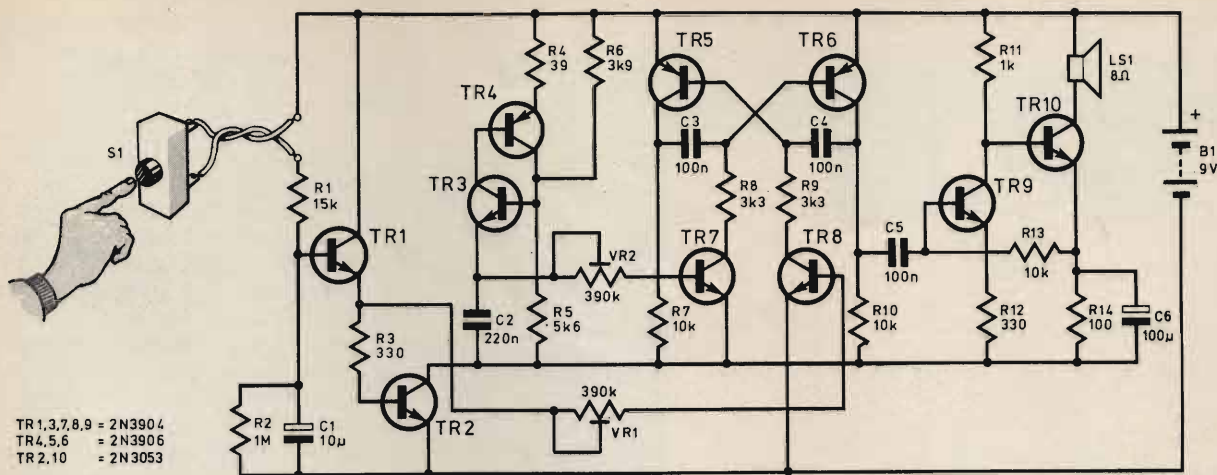 S1
R1
15k
TR1
R3
330
R2
1M
C1
10µ
TR2
TR4
TR3
R4
39
R6
3k9
C2
220n
R5
5k6
VR2
390k
390k
VR1
TR5
TR6
C3
100n
C4
100n
R8
3k3
R9
3k3
TR7
TR8
R7
10k
R10
10k
C5
100n
R11
1k
TR9
TR10
R13
10k
R12
330
R14
100
C6
100µ
LS1
8Ω
+
B1
9V
TR1,3,7,8,9 = 2N3904
TR4,5,6 = 2N3906
TR2,10 = 2N3053